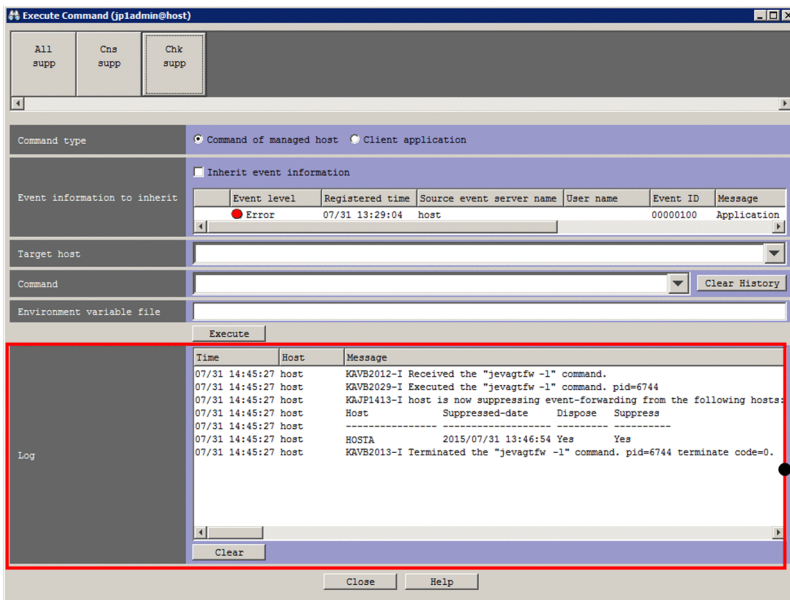 Execute Command (jp1admin@host)
All supp
Cns supp
Chk supp
Command type
Command of managed host
Client application
Event information to inherit
Inherit event information
Event level Registered time Source event server name User name Event ID Message
Error 07/31 13:29:04 host 00000100 Application
Target host
Command
Clear History
Environment variable file
Execute
Log
Time Host Message
07/31 14:45:27 host KAVB2012-I Received the "jevagtfw -l" command.
07/31 14:45:27 host KAVB2029-I Executed the "jevagtfw -l" command. pid=6744
07/31 14:45:27 host KAJP1413-I host is now suppressing event-forwarding from the following hosts:
07/31 14:45:27 host Host Suppressed-date Dispose Suppress
07/31 14:45:27 host ---------------- ------------------- --------- ----------
07/31 14:45:27 host HOSTA 2015/07/31 13:46:54 Yes Yes
07/31 14:45:27 host KAVB2013-I Terminated the "jevagtfw -l" command. pid=6744 terminate code=0.
Clear
Close
Help